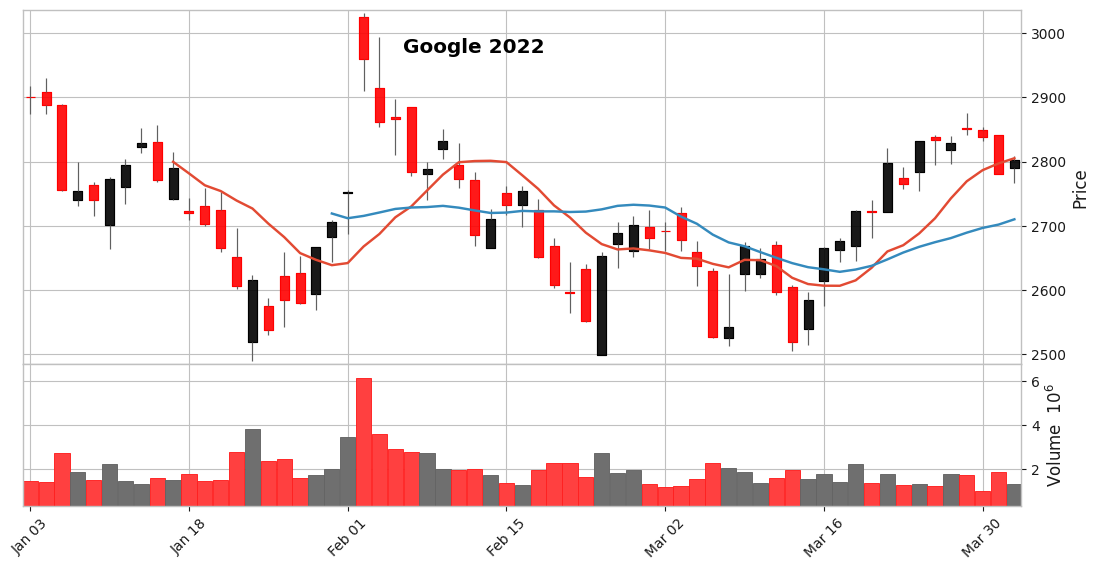 Google 2022
3000
2900
2800
2700
2600
2500
Price
6
4
2
Volume 10^6
Jan 03
Jan 18
Feb 01
Feb 15
Mar 02
Mar 16
Mar 30